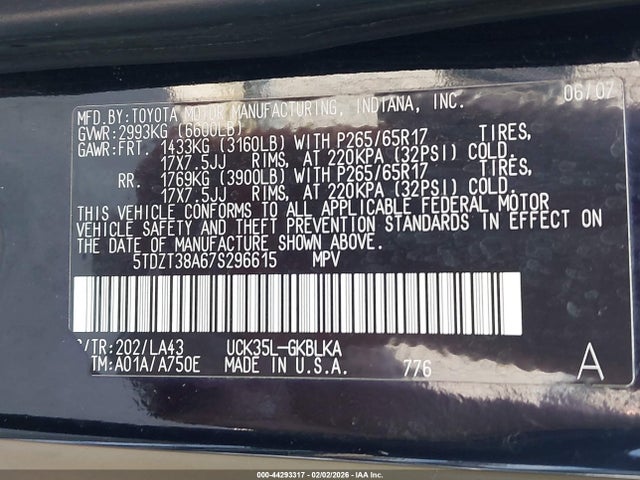 MFD.BY:TOYOTA MOTOR MANUFACTURING, INDIANA, INC. 06/07
GVWR:2993KG (6600LB)
GAWR:FRT. 1433KG (3160LB) WITH P265/65R17 TIRES,
17X7.5JJ RIMS, AT 220KPA (32PSI) COLD.
RR. 1769KG (3900LB) WITH P265/65R17 TIRES,
17X7.5JJ RIMS, AT 220KPA (32PSI) COLD.
THIS VEHICLE CONFORMS TO ALL APPLICABLE FEDERAL MOTOR
VEHICLE SAFETY AND THEFT PREVENTION STANDARDS IN EFFECT ON
THE DATE OF MANUFACTURE SHOWN ABOVE.
5TDZT38A67S296615 MPV
/TR:202/LA43 UCK35L-GKBLKA
TM:A01A/A750E MADE IN U.S.A. 776 A
000-44293317 - 02/02/2026 - IAA Inc.